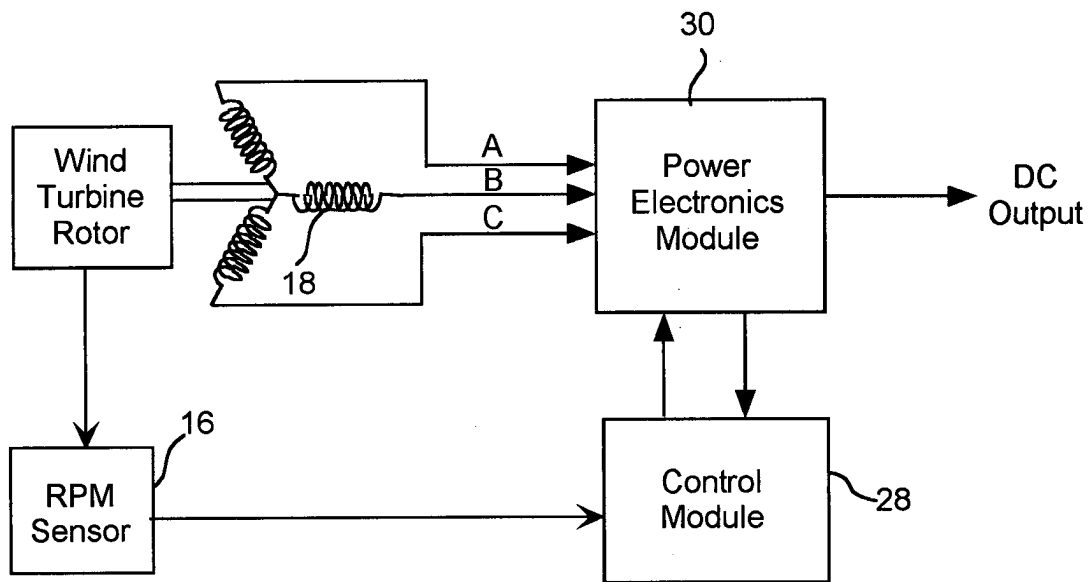 30
Wind
Turbine
Rotor
A
B
C
18
Power
Electronics
Module
DC
Output
16
RPM
Sensor
Control
Module
28